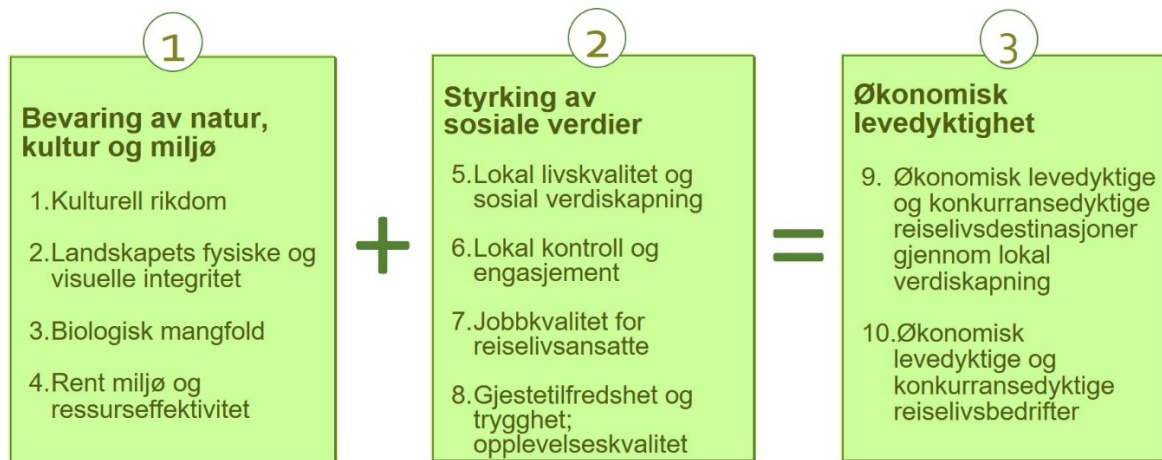 1
Bevaring av natur,
kultur og miljø
1.Kulturell rikdom
2.Landskapets fysiske og
visuelle integritet
3.Biologisk mangfold
4.Rent miljø og
ressurseffektivitet
+
2
Styrking av
sosiale verdier
5.Lokal livskvalitet og
sosial verdiskapning
6.Lokal kontroll og
engasjement
7.Jobbkvalitet for
reiselivsansatte
8.Gjestetilfredshet og
trygghet;
opplevelseskvalitet
=
3
Økonomisk
levedyktighet
9. Økonomisk levedyktige
og konkurransedyktige
reiselivsdestinasjoner
gjennom lokal
verdiskapning
10.Økonomisk
levedyktige og
konkurransedyktige
reiselivsbedrifter